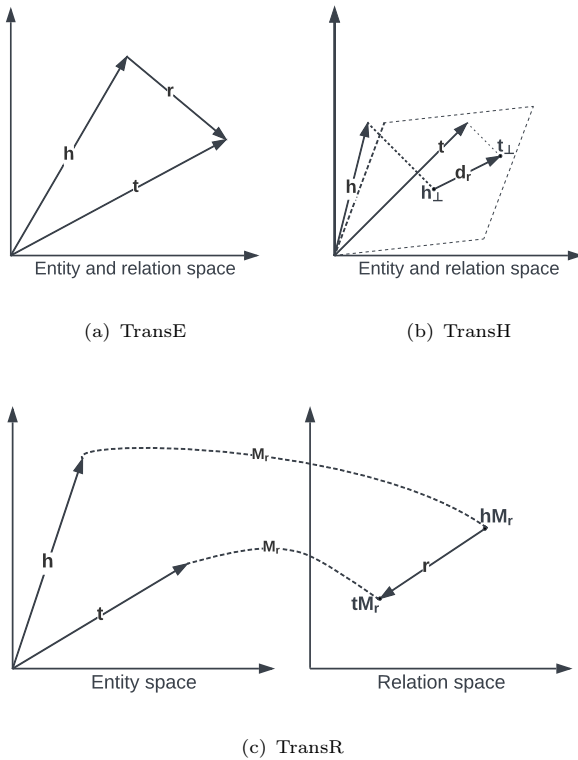 h
r
t
Entity and relation space
(a) TransE
h
t
t⊥
h⊥
dr
Entity and relation space
(b) TransH
Mr
h
hMr
Mr
r
tMr
t
Entity space
Relation space
(c) TransR